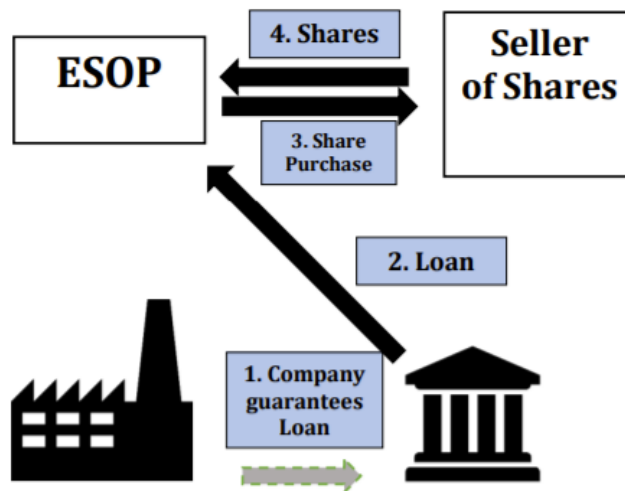 4. Shares
ESOP
Seller
of Shares
3. Share
Purchase
2. Loan
1. Company
guarantees
Loan